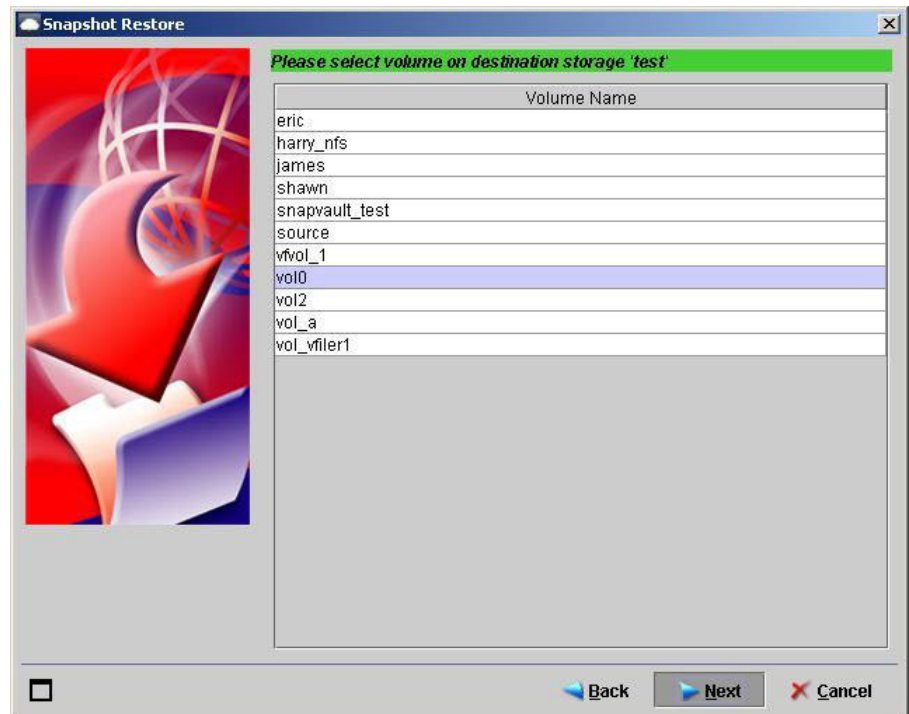 Snapshot Restore
Please select volume on destination storage 'test'
Volume Name
eric
harry_nfs
james
shawn
snapvault_test
source
vfvol_1
vol0
vol2
vol_a
vol_vfiler1
Back
Next
Cancel